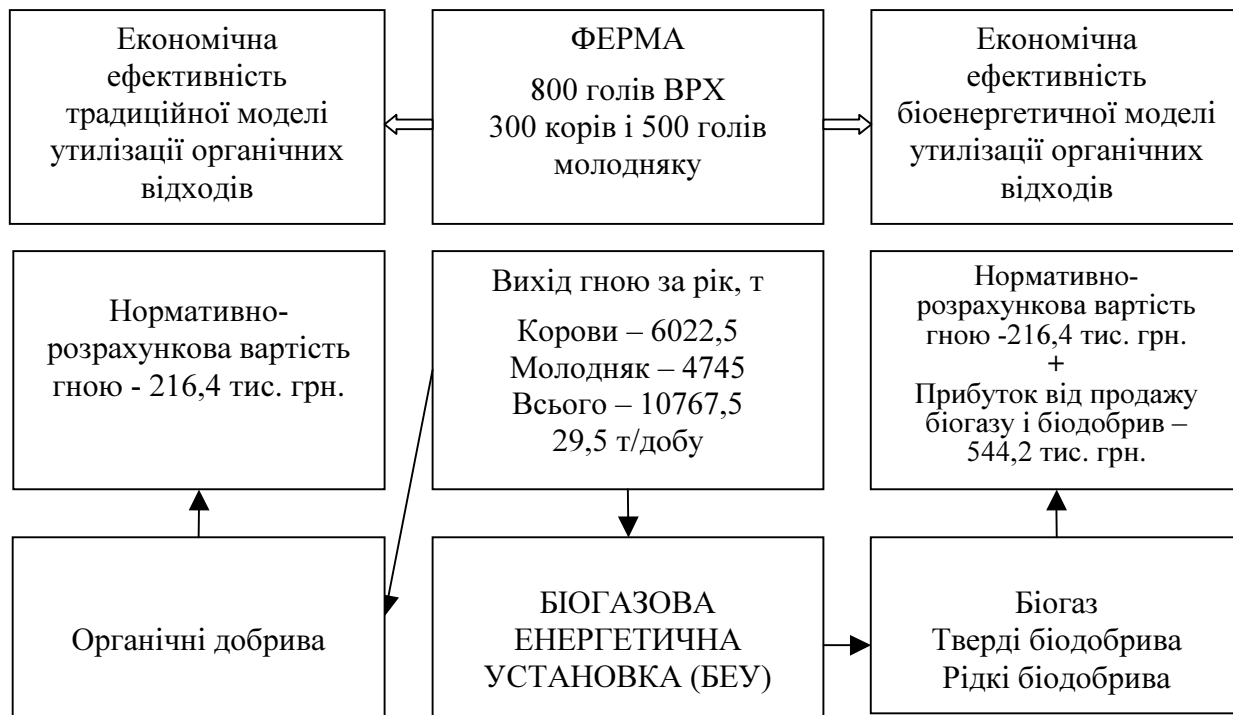 Економічна
ефективність
традиційної моделі
утилізації органічних
відходів
ФЕРМА
800 голів ВРХ
300 корів і 500 голів
молодняку
Економічна
ефективність
біоенергетичної моделі
утилізації органічних
відходів
Нормативно-
розрахункова вартість
гною - 216,4 тис. грн.
Вихід гною за рік, т
Корови – 6022,5
Молодняк – 4745
Всього – 10767,5
29,5 т/добу
Нормативно-
розрахункова вартість
гною -216,4 тис. грн.
+
Прибуток від продажу
біогазу і біодобрив –
544,2 тис. грн.
Органічні добрива
БІОГАЗОВА
ЕНЕРГЕТИЧНА
УСТАНОВКА (БЕУ)
Біогаз
Тверді біодобрива
Рідкі біодобрива